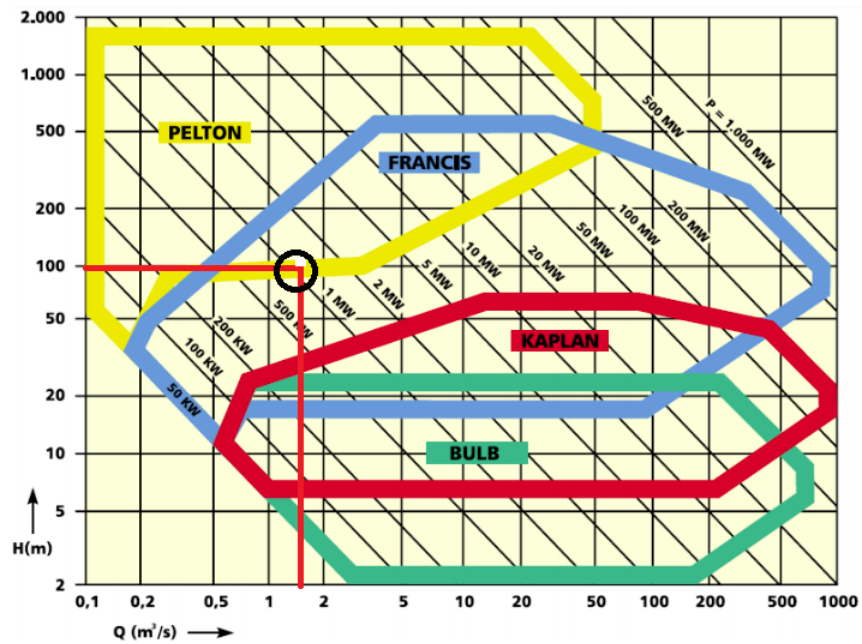 2.000
1.000
500
200
100
50
20
10
5
H(m)
2
PELTON
FRANCIS
KAPLAN
BULB
P = 1.000 MW
500 MW
200 MW
100 MW
50 MW
20 MW
10 MW
5 MW
2 MW
1 MW
500 KW
200 KW
100 KW
50 KW
0,1 0,2 0,5 1 2 5 10 20 50 100 200 500 1000
Q (m³/s)